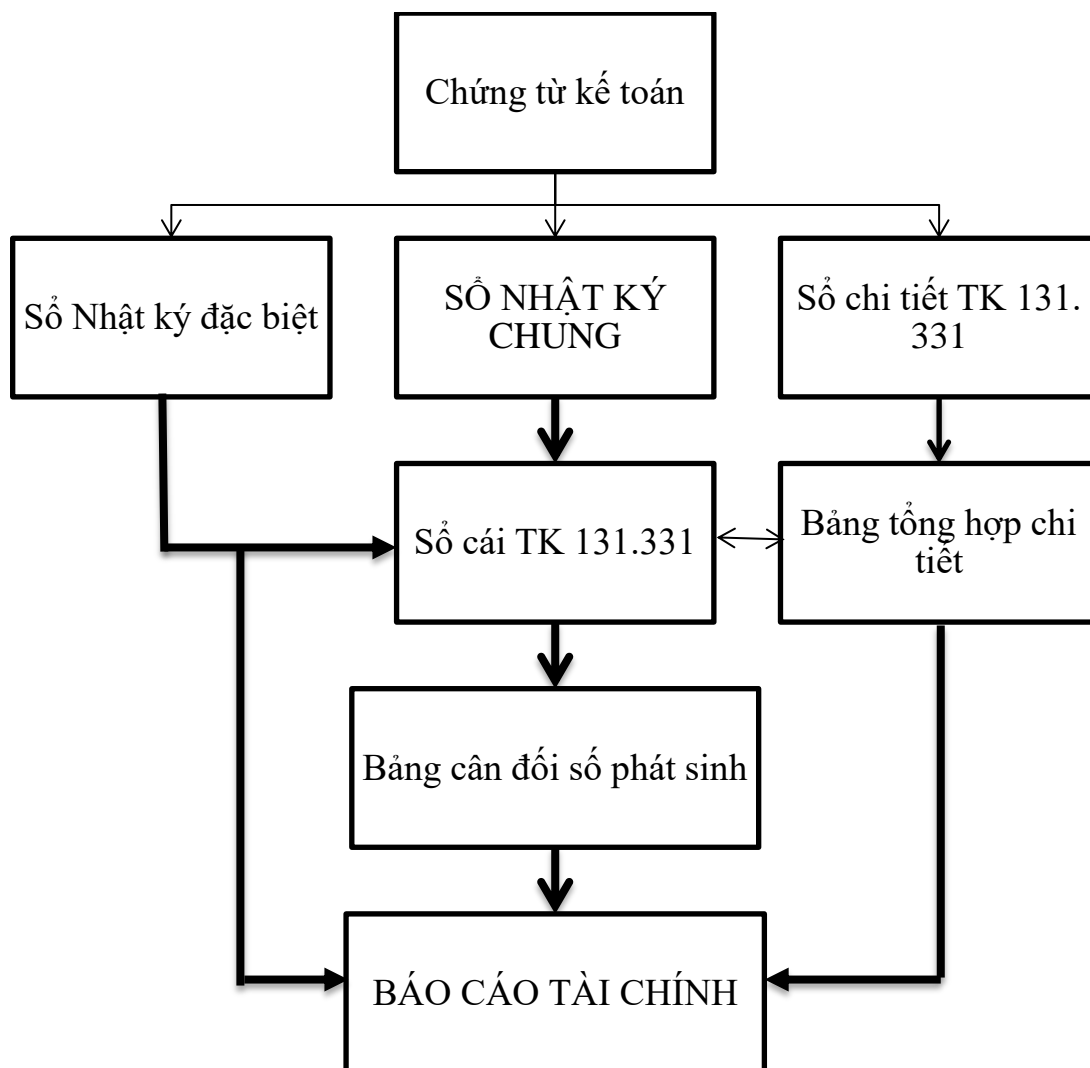 Chứng từ kế toán
Sổ Nhật ký đặc biệt
SỔ NHẬT KÝ
CHUNG
Sổ chi tiết TK 131.
331
Sổ cái TK 131.331
Bảng tổng hợp chi
tiết
Bảng cân đối số phát sinh
BÁO CÁO TÀI CHÍNH